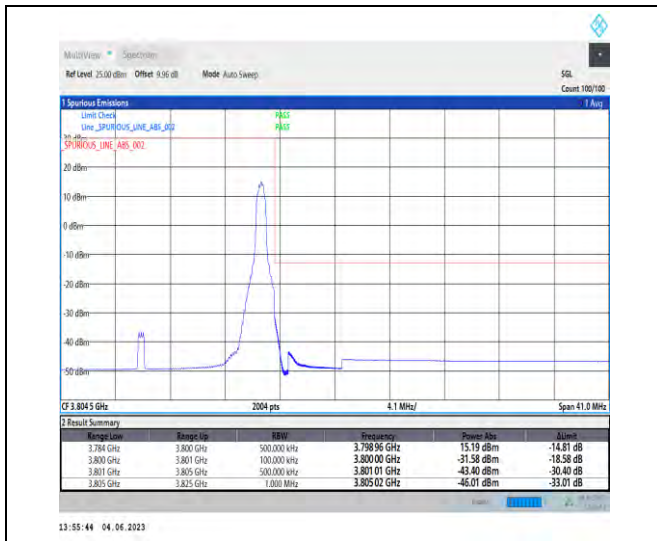 MultiView Spectrum
Ref Level 25.00 dBm Offset 9.96 dB Mode Auto Sweep SGL
Count 100/100
1 Spurious Emissions 1 Avg
Limit Check PASS
Line _SPURIOUS_LINE_ABS_002 PASS
30 dBm
SPURIOUS_LINE_ABS_002
20 dBm
10 dBm
0 dBm
-10 dBm
-20 dBm
-30 dBm
-40 dBm
-50 dBm
CF 3.8045 GHz 2004 pts 4.1 MHz/ Span 41.0 MHz
2 Result Summary
Range Low Range Up RBW Frequency Power Abs ΔLimit
3.784 GHz 3.800 GHz 500.000 kHz 3.798 96 GHz 15.19 dBm -14.81 dB
3.800 GHz 3.801 GHz 100.000 kHz 3.800 00 GHz -31.58 dBm -18.58 dB
3.801 GHz 3.805 GHz 500.000 kHz 3.801 01 GHz -43.40 dBm -30.40 dB
3.805 GHz 3.825 GHz 1.000 MHz 3.805 02 GHz -46.01 dBm -33.01 dB
13:55:44 04.06.2023